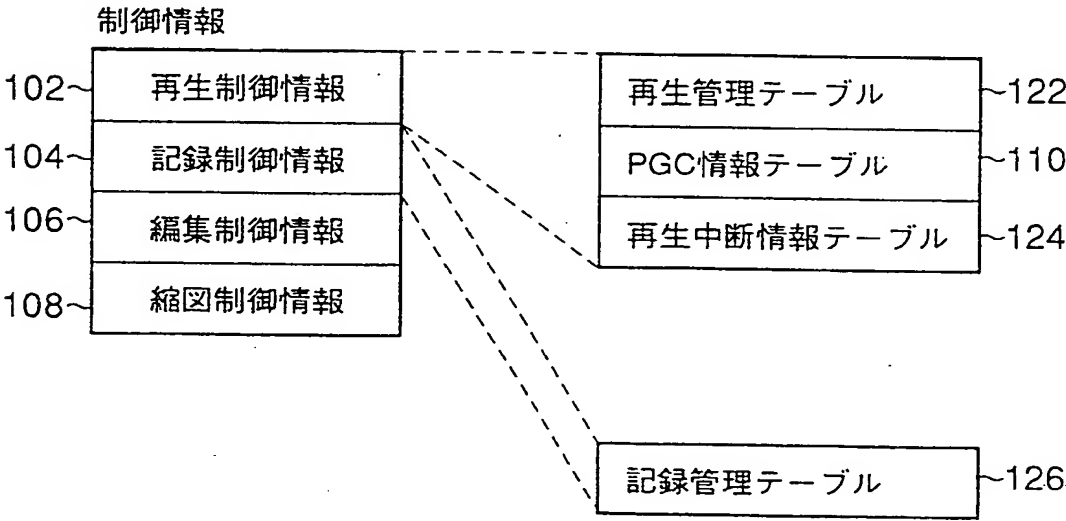 制御情報
102 再生制御情報
104 記録制御情報
106 編集制御情報
108 縮図制御情報
再生管理テーブル 122
PGC情報テーブル 110
再生中断情報テーブル 124
記録管理テーブル 126